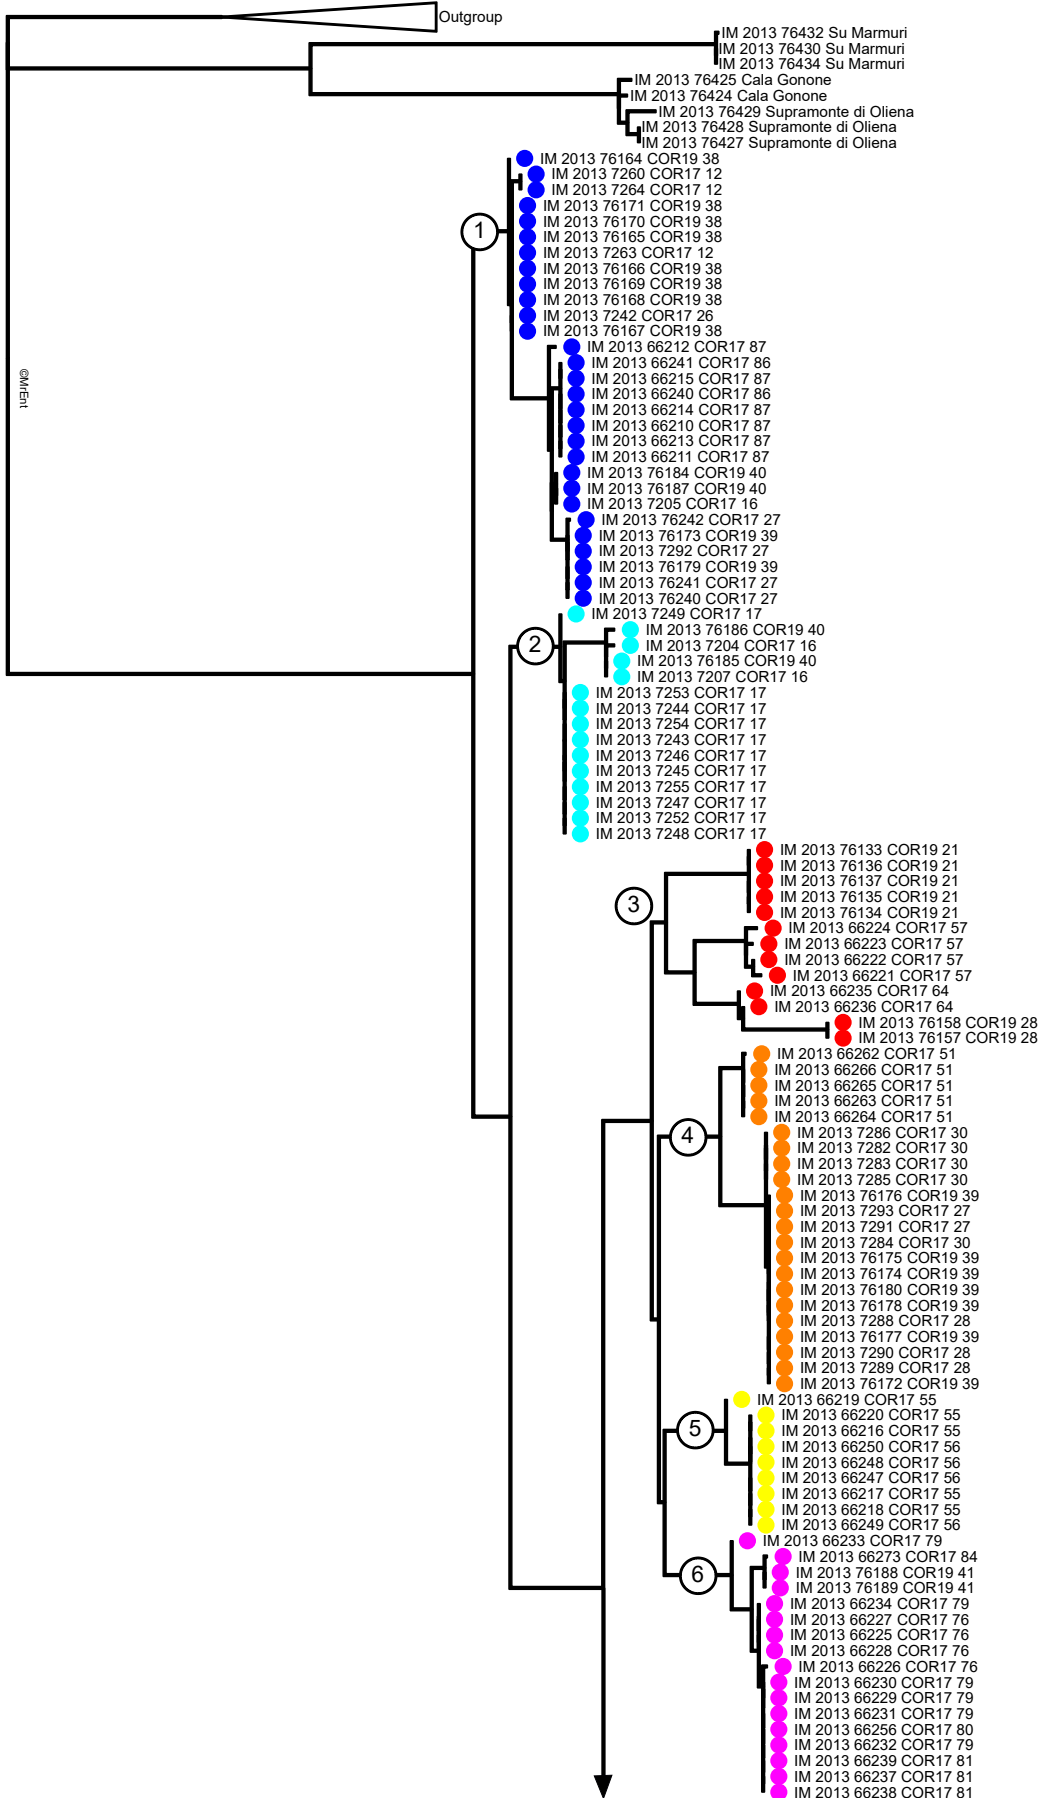 Outgroup
IM 2013 76432 Su Marmuri
IM 2013 76430 Su Marmuri
IM 2013 76434 Su Marmuri
IM 2013 76425 Cala Gonone
IM 2013 76424 Cala Gonone
IM 2013 76429 Supramonte di Oliena
IM 2013 76428 Supramonte di Oliena
IM 2013 76427 Supramonte di Oliena
IM 2013 76164 COR19 38
IM 2013 7260 COR17 12
IM 2013 7264 COR17 12
IM 2013 76171 COR19 38
IM 2013 76170 COR19 38
1
IM 2013 76165 COR19 38
IM 2013 7263 COR17 12
IM 2013 76166 COR19 38
IM 2013 76169 COR19 38
IM 2013 76168 COR19 38
IM 2013 7242 COR17 26
IM 2013 76167 COR19 38
IM 2013 66212 COR17 87
IM 2013 66241 COR17 86
IM 2013 66215 COR17 87
©MrEnt
IM 2013 66240 COR17 86
IM 2013 66214 COR17 87
IM 2013 66210 COR17 87
IM 2013 66213 COR17 87
IM 2013 66211 COR17 87
IM 2013 76184 COR19 40
IM 2013 76187 COR19 40
IM 2013 7205 COR17 16
IM 2013 76242 COR17 27
IM 2013 76173 COR19 39
IM 2013 7292 COR17 27
IM 2013 76179 COR19 39
IM 2013 76241 COR17 27
IM 2013 76240 COR17 27
IM 2013 7249 COR17 17
IM 2013 76186 COR19 40
2
IM 2013 7204 COR17 16
IM 2013 76185 COR19 40
IM 2013 7207 COR17 16
IM 2013 7253 COR17 17
IM 2013 7244 COR17 17
IM 2013 7254 COR17 17
IM 2013 7243 COR17 17
IM 2013 7246 COR17 17
IM 2013 7245 COR17 17
IM 2013 7255 COR17 17
IM 2013 7247 COR17 17
IM 2013 7252 COR17 17
IM 2013 7248 COR17 17
IM 2013 76133 COR19 21
IM 2013 76136 COR19 21
IM 2013 76137 COR19 21
IM 2013 76135 COR19 21
3
IM 2013 76134 COR19 21
IM 2013 66224 COR17 57
IM 2013 66223 COR17 57
IM 2013 66222 COR17 57
IM 2013 66221 COR17 57
IM 2013 66235 COR17 64
IM 2013 66236 COR17 64
IM 2013 76158 COR19 28
IM 2013 76157 COR19 28
IM 2013 66262 COR17 51
IM 2013 66266 COR17 51
IM 2013 66265 COR17 51
IM 2013 66263 COR17 51
IM 2013 66264 COR17 51
4
IM 2013 7286 COR17 30
IM 2013 7282 COR17 30
IM 2013 7283 COR17 30
IM 2013 7285 COR17 30
IM 2013 76176 COR19 39
IM 2013 7293 COR17 27
IM 2013 7291 COR17 27
IM 2013 7284 COR17 30
IM 2013 76175 COR19 39
IM 2013 76174 COR19 39
IM 2013 76180 COR19 39
IM 2013 76178 COR19 39
IM 2013 7288 COR17 28
IM 2013 76177 COR19 39
IM 2013 7290 COR17 28
IM 2013 7289 COR17 28
IM 2013 76172 COR19 39
IM 2013 66219 COR17 55
IM 2013 66220 COR17 55
5
IM 2013 66216 COR17 55
IM 2013 66250 COR17 56
IM 2013 66248 COR17 56
IM 2013 66247 COR17 56
IM 2013 66217 COR17 55
IM 2013 66218 COR17 55
IM 2013 66249 COR17 56
IM 2013 66233 COR17 79
IM 2013 66273 COR17 84
6
IM 2013 76188 COR19 41
IM 2013 76189 COR19 41
IM 2013 66234 COR17 79
IM 2013 66227 COR17 76
IM 2013 66225 COR17 76
IM 2013 66228 COR17 76
IM 2013 66226 COR17 76
IM 2013 66230 COR17 79
IM 2013 66229 COR17 79
IM 2013 66231 COR17 79
IM 2013 66256 COR17 80
IM 2013 66232 COR17 79
IM 2013 66239 COR17 81
IM 2013 66237 COR17 81
IM 2013 66238 COR17 81